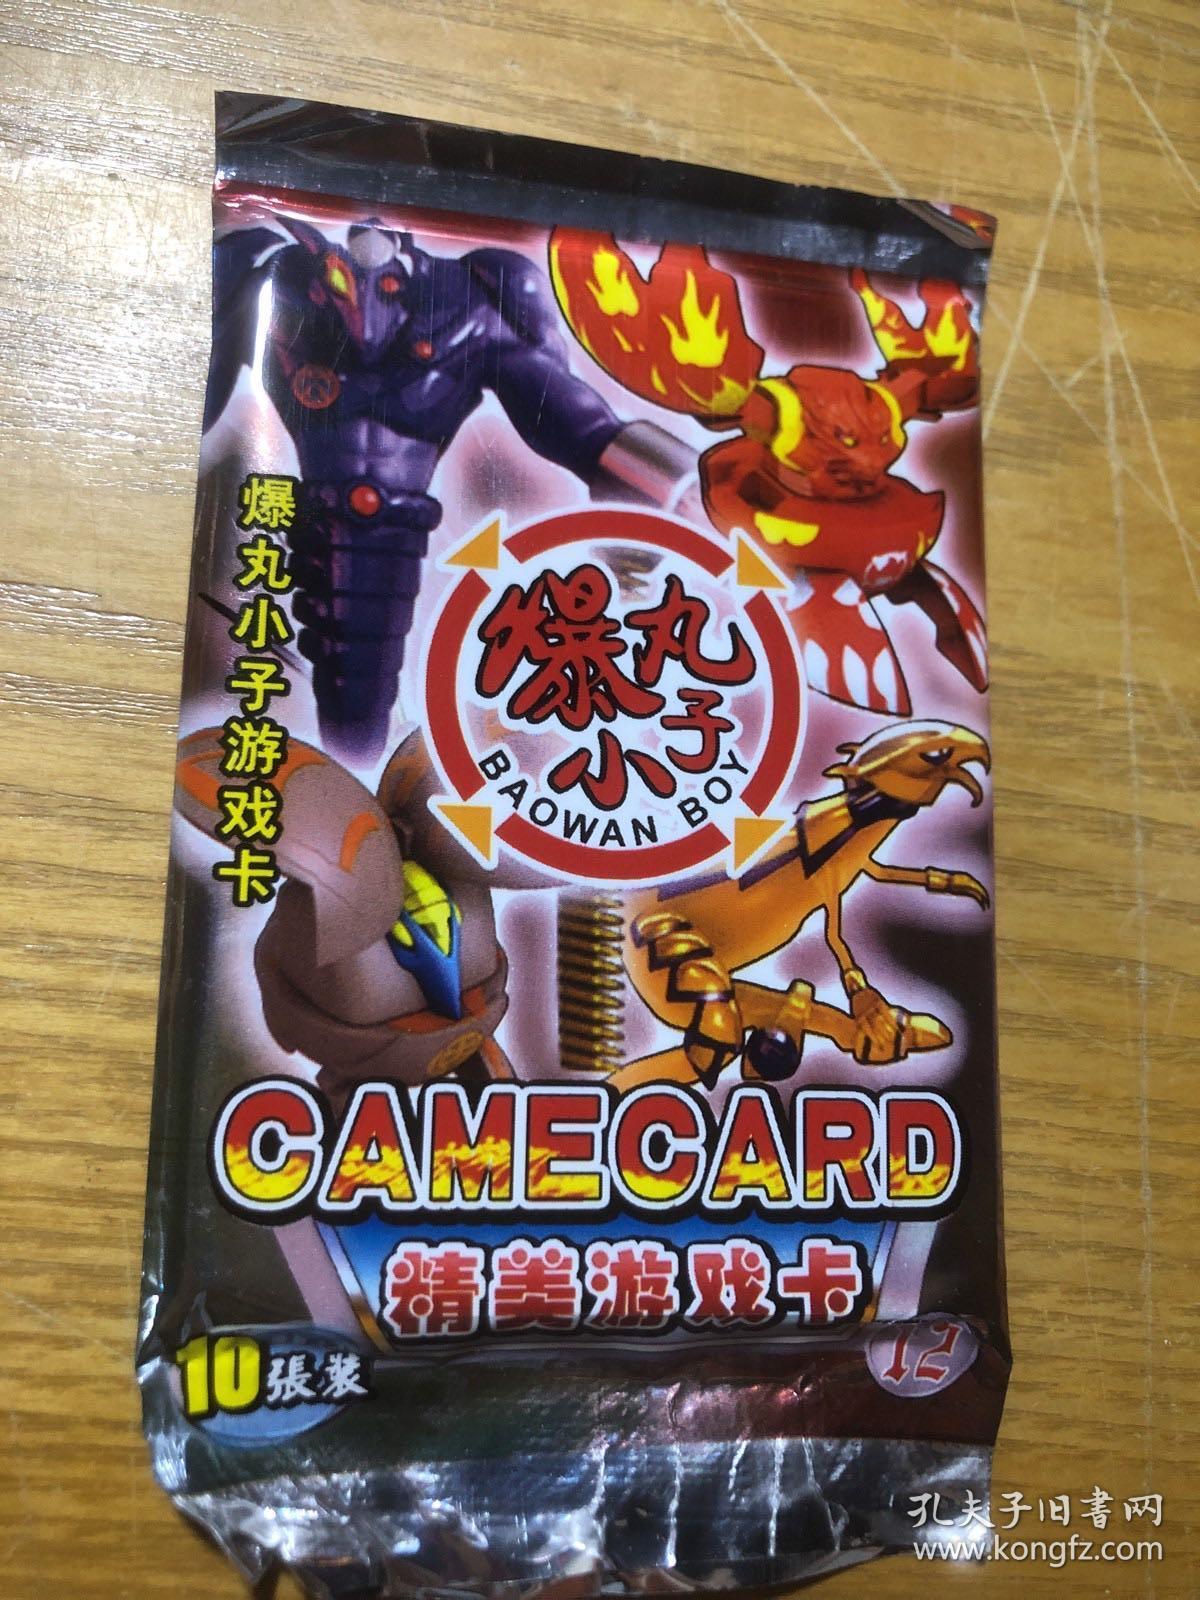 爆丸小子游戏卡
爆丸
小子
BAOWAN BOY
CAMECARD
精美游戏卡
10張裝
12
孔夫子旧書网
www.kongfz.com